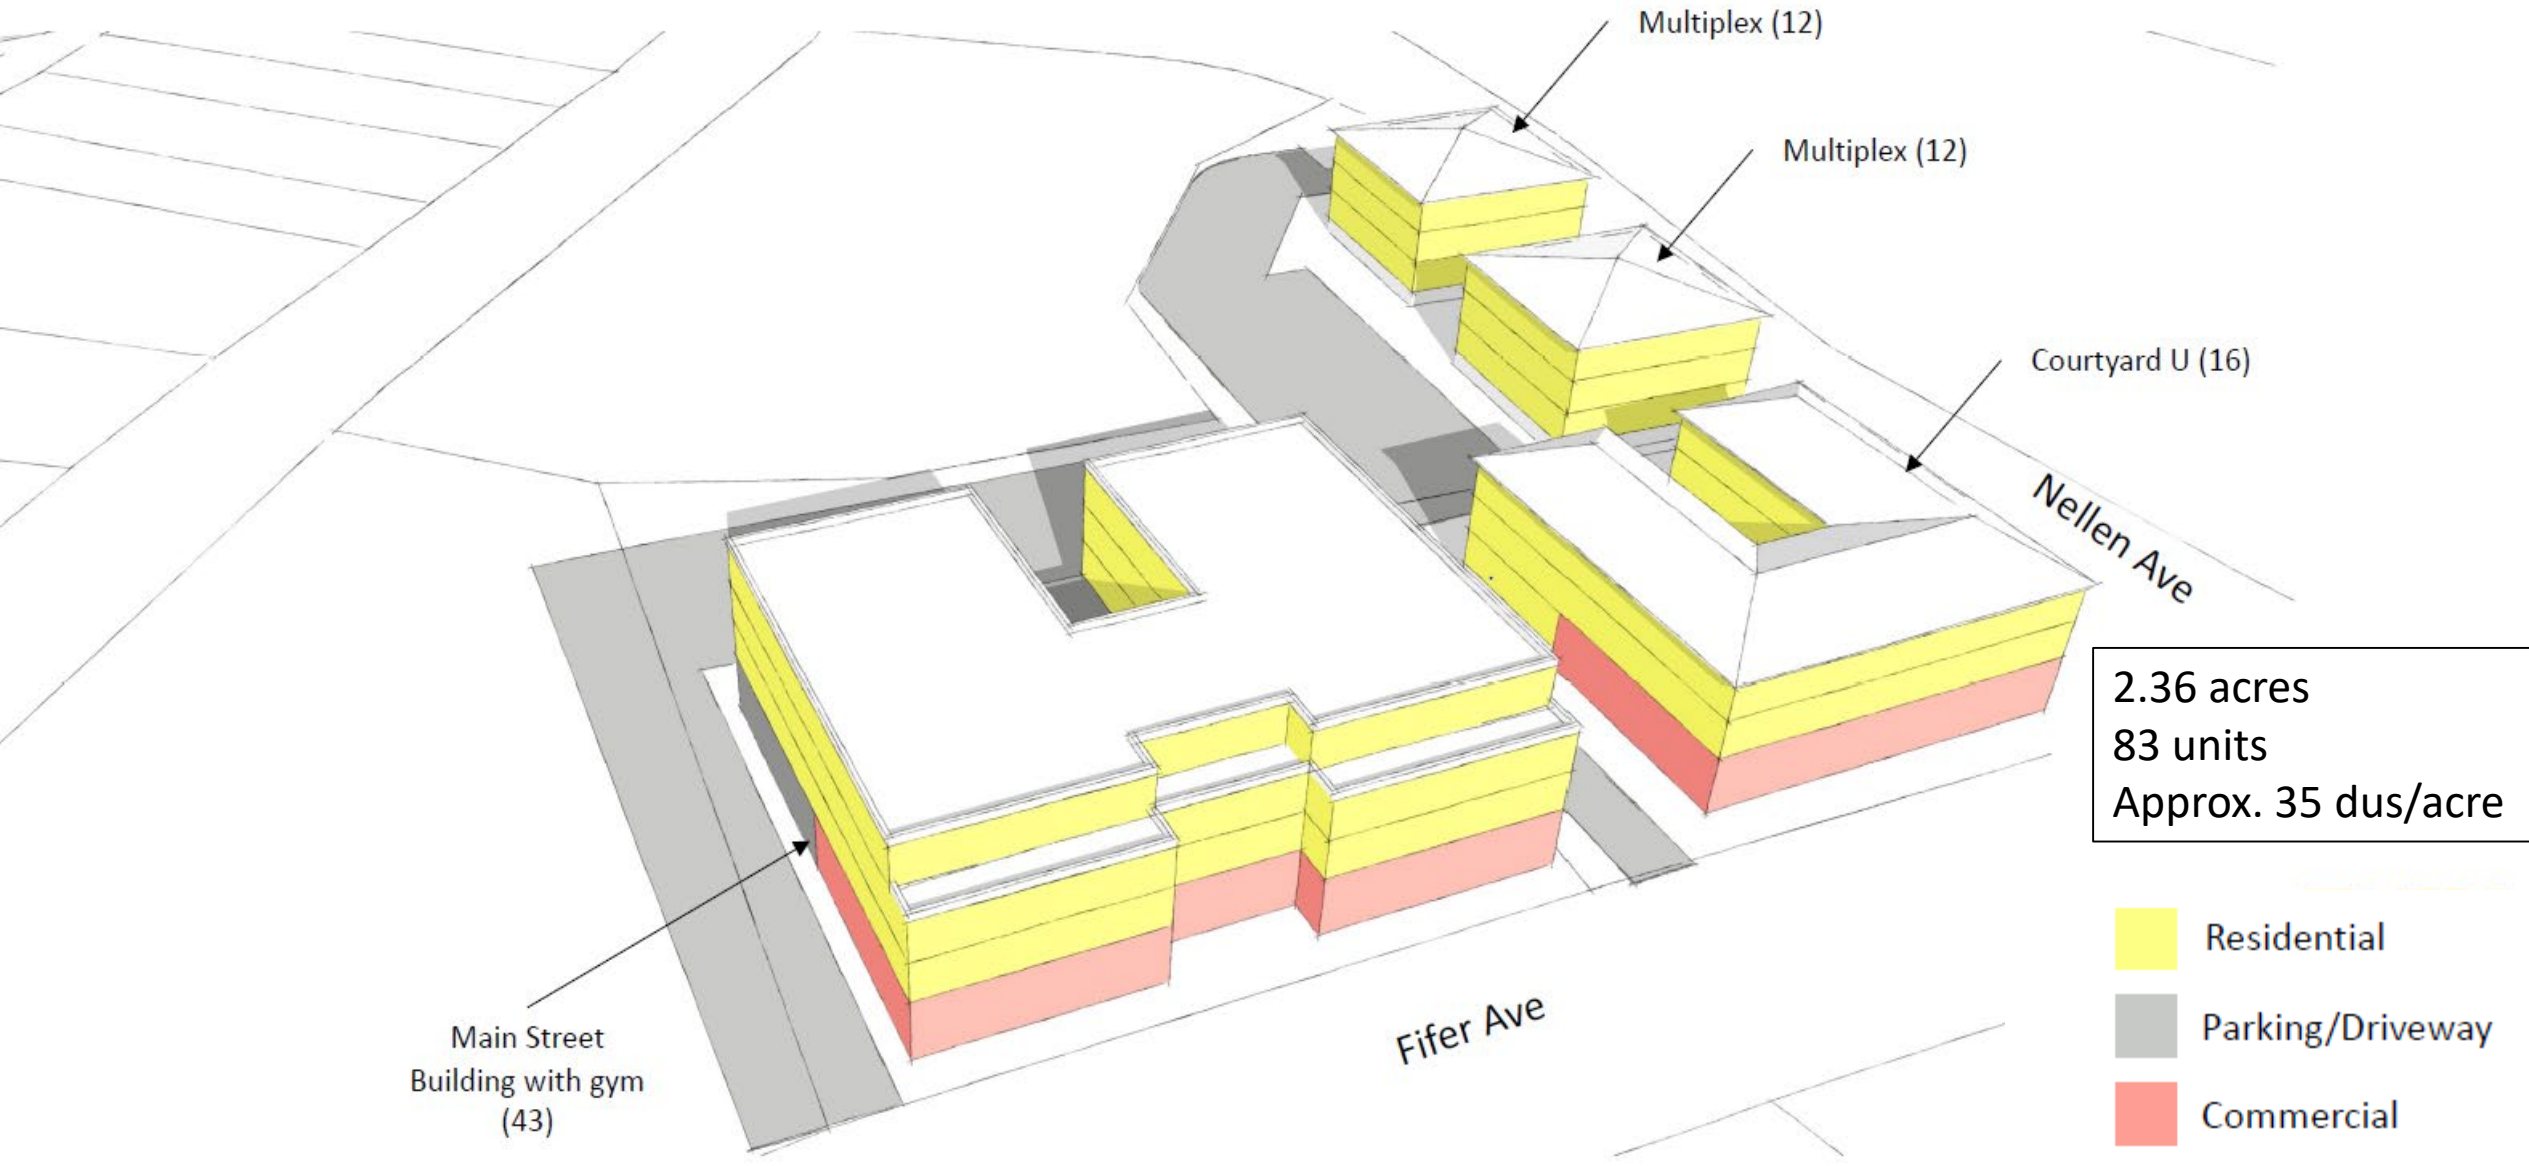 Multiplex (12)
Multiplex (12)
Courtyard U (16)
Nellen Ave
2.36 acres
83 units
Approx. 35 dus/acre
Residential
Parking/Driveway
Commercial
Fifer Ave
Main Street
Building with gym
(43)